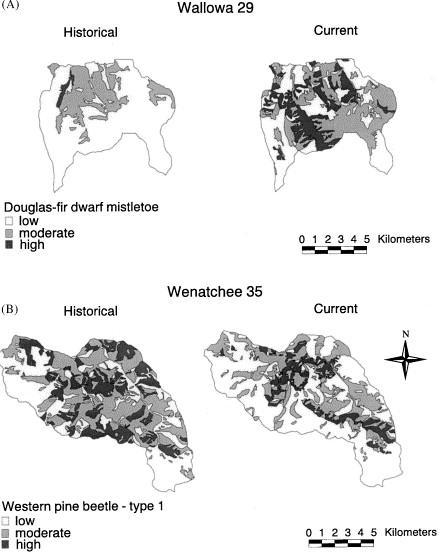 (A)
Wallowa 29
Historical
Current
Douglas-fir dwarf mistletoe
low
moderate
high
0 1 2 3 4 5 Kilometers
(B)
Wenatchee 35
Historical
Current
N
Western pine beetle - type 1
low
moderate
high
0 1 2 3 4 5 Kilometers